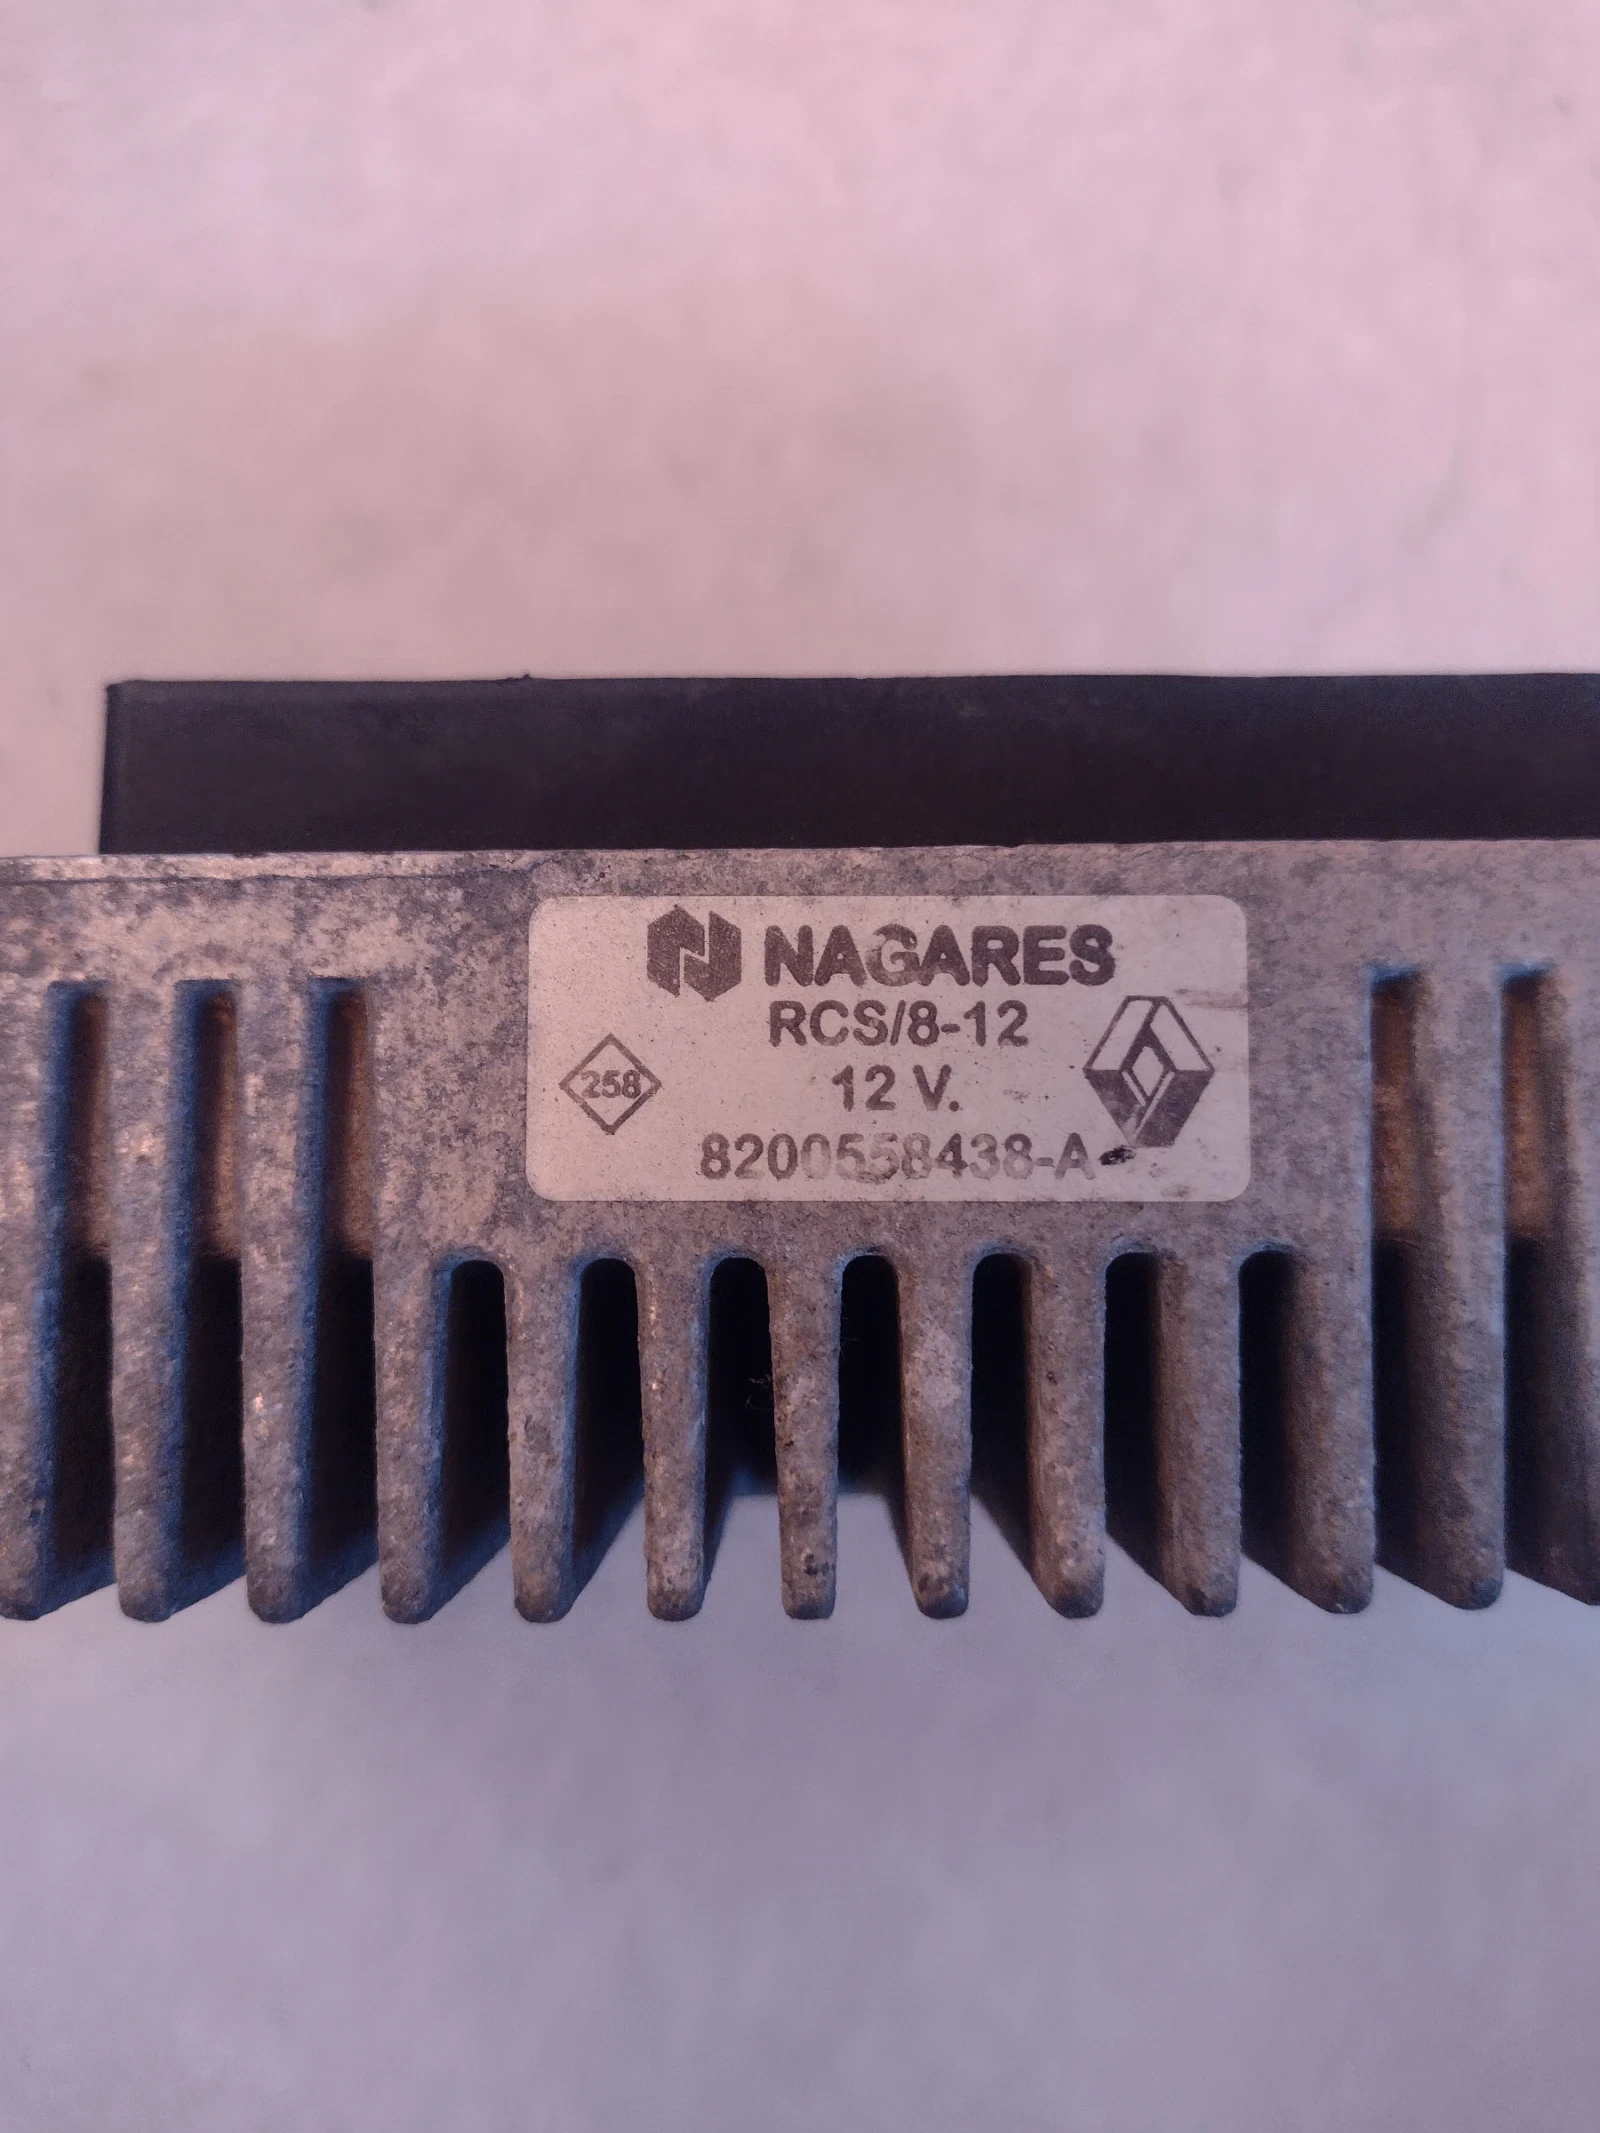 NAGARES
RCS/8-12
258
12 V.
8200558438-A